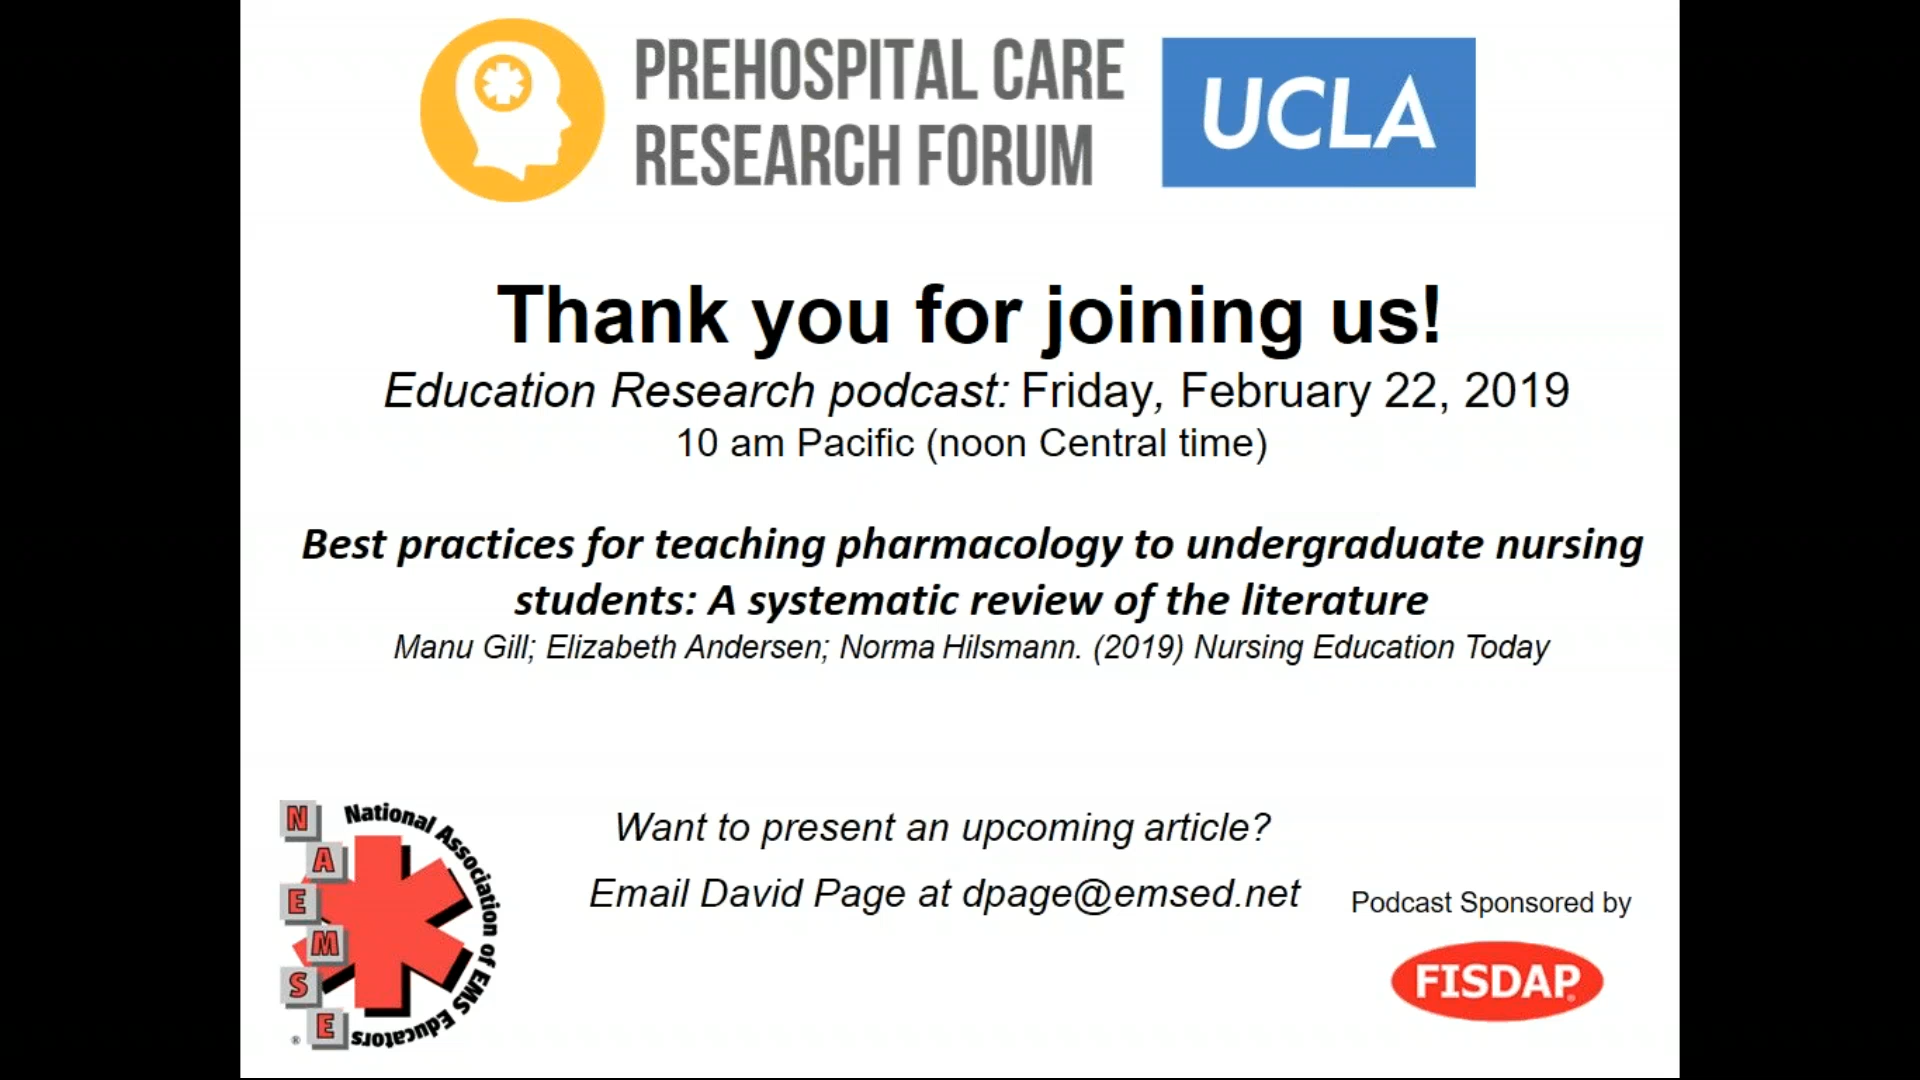 PREHOSPITAL CARE
RESEARCH FORUM
UCLA
Thank you for joining us!
Education Research podcast: Friday, February 22, 2019
10 am Pacific (noon Central time)
Best practices for teaching pharmacology to undergraduate nursing
students: A systematic review of the literature
Manu Gill; Elizabeth Andersen; Norma Hilsmann. (2019) Nursing Education Today
Want to present an upcoming article?
Email David Page at dpage@emsed.net
NAEMSE
National Association of EMS Educators
®
Podcast Sponsored by
FISDAP®